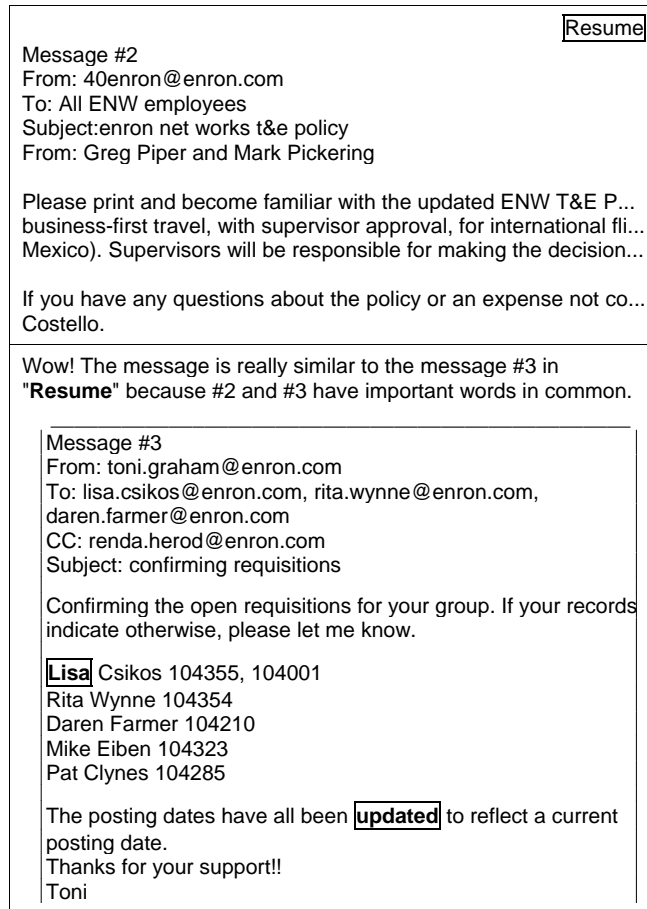 Resume
Message #2
From: 40enron@enron.com
To: All ENW employees
Subject:enron net works t&e policy
From: Greg Piper and Mark Pickering
Please print and become familiar with the updated ENW T&E P...
business-first travel, with supervisor approval, for international fli...
Mexico). Supervisors will be responsible for making the decision...
If you have any questions about the policy or an expense not co...
Costello.
Wow! The message is really similar to the message #3 in
"Resume" because #2 and #3 have important words in common.
Message #3
From: toni.graham@enron.com
To: lisa.csikos@enron.com, rita.wynne@enron.com,
daren.farmer@enron.com
CC: renda.herod@enron.com
Subject: confirming requisitions
Confirming the open requisitions for your group. If your records
indicate otherwise, please let me know.
Lisa Csikos 104355, 104001
Rita Wynne 104354
Daren Farmer 104210
Mike Eiben 104323
Pat Clynes 104285
The posting dates have all been updated to reflect a current
posting date.
Thanks for your support!!
Toni